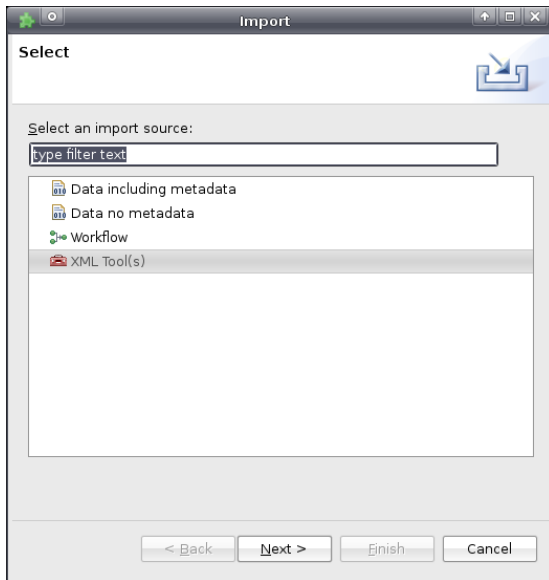 Import
Select
Select an import source:
type filter text
Data including metadata
Data no metadata
Workflow
XML Tool(s)
< Back
Next >
Finish
Cancel